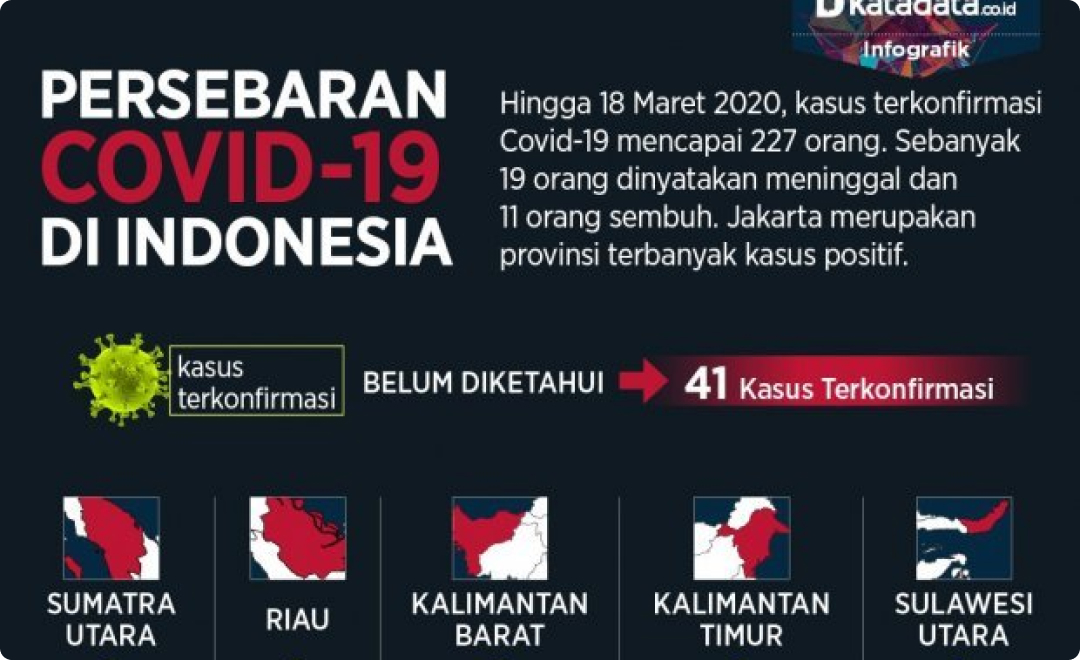 katadata.co.id
Infografik
PERSEBARAN
COVID-19
DI INDONESIA
Hingga 18 Maret 2020, kasus terkonfirmasi
Covid-19 mencapai 227 orang. Sebanyak
19 orang dinyatakan meninggal dan
11 orang sembuh. Jakarta merupakan
provinsi terbanyak kasus positif.
kasus
terkonfirmasi
BELUM DIKETAHUI
41 Kasus Terkonfirmasi
SUMATRA
UTARA
RIAU
KALIMANTAN
BARAT
KALIMANTAN
TIMUR
SULAWESI
UTARA